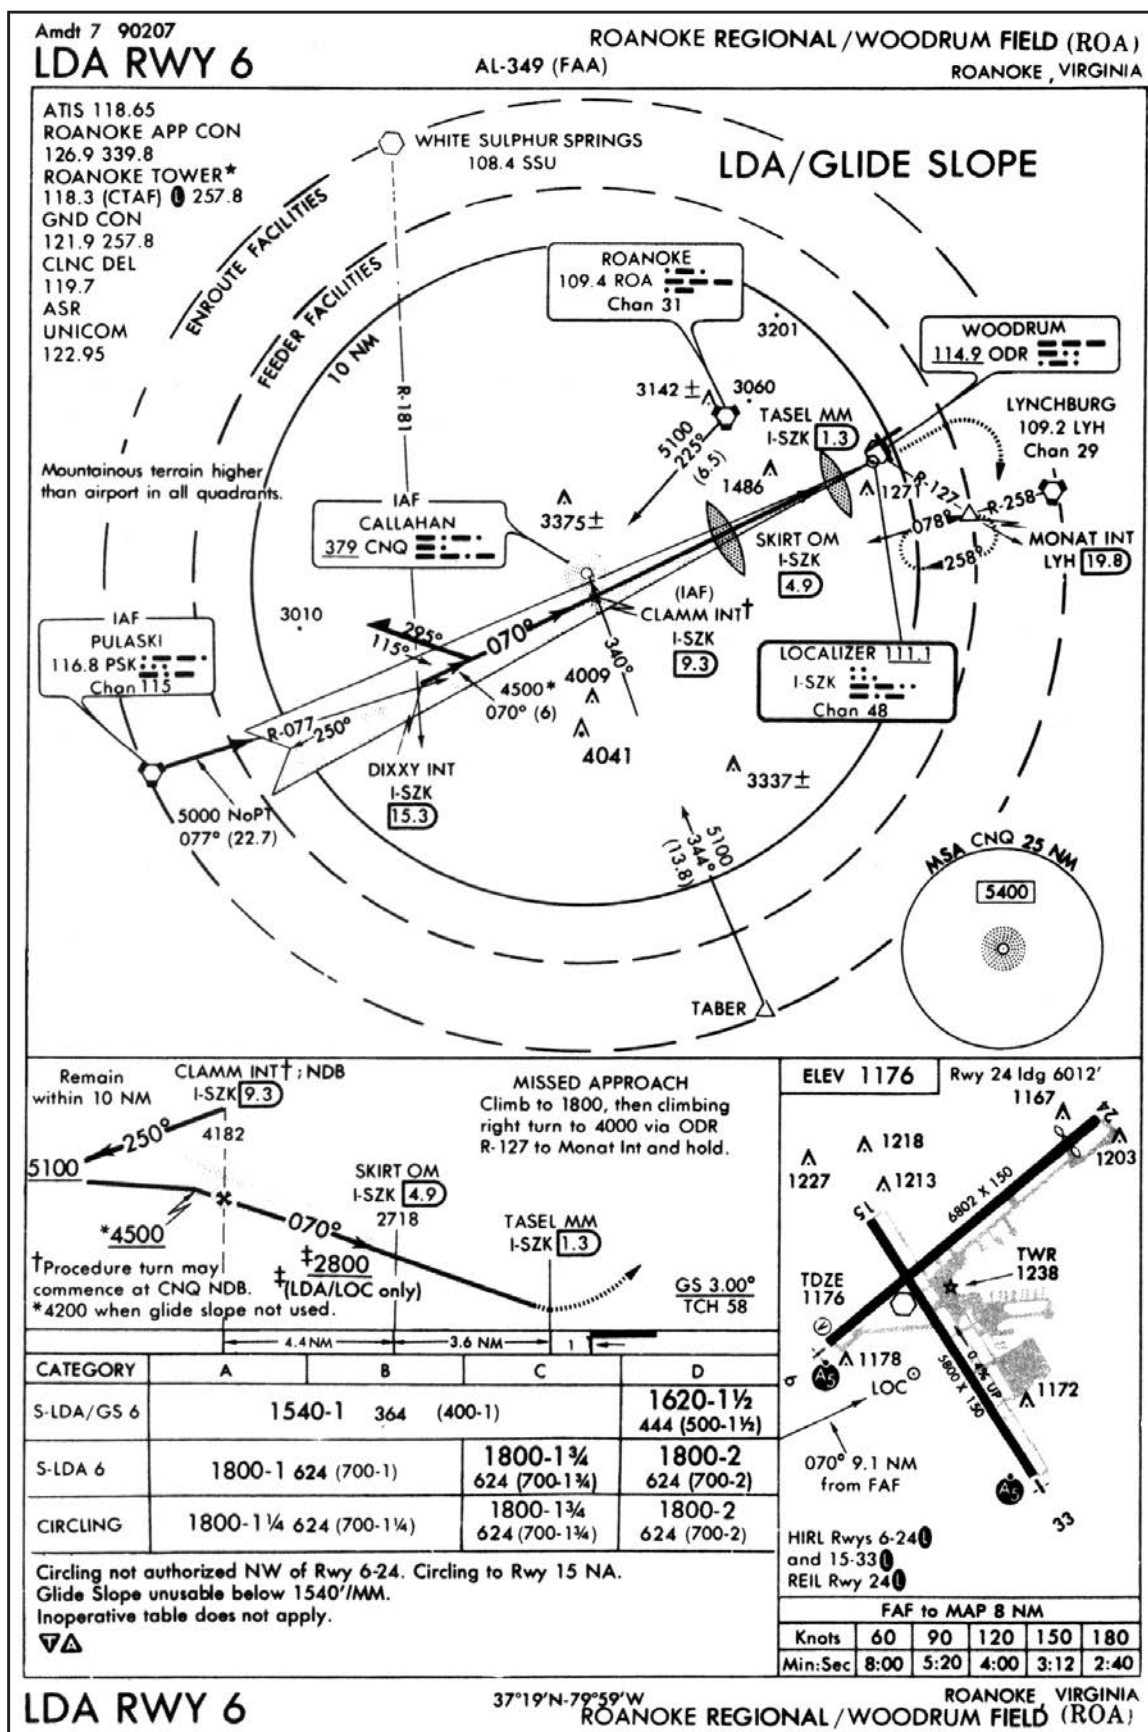 Amdt 7 90207
LDA RWY 6
AL-349 (FAA)
ROANOKE REGIONAL/WOODRUM FIELD (ROA)
ROANOKE, VIRGINIA
ATIS 118.65
ROANOKE APP CON
126.9 339.8
ROANOKE TOWER*
118.3 (CTAF) L 257.8
GND CON
121.9 257.8
CLNC DEL
119.7
ASR
UNICOM
122.95
LDA/GLIDE SLOPE
WHITE SULPHUR SPRINGS
108.4 SSU
ENROUTE FACILITIES
FEEDER FACILITIES
10 NM
R-181
ROANOKE
109.4 ROA
Chan 31
3201
WOODRUM
114.9 ODR
3142 ±
3060
TASEL MM
I-SZK 1.3
LYNCHBURG
109.2 LYH
Chan 29
5100
225°
(6.5)
1486
1271
R-127
R-258
078°
258°
MONAT INT
LYH 19.8
Mountainous terrain higher
than airport in all quadrants.
IAF
CALLAHAN
379 CNQ
3375±
SKIRT OM
I-SZK
4.9
(IAF)
CLAMM INT†
I-SZK
9.3
3010
295°
115°
070°
340°
IAF
PULASKI
116.8 PSK
Chan 115
LOCALIZER 111.1
I-SZK
Chan 48
4500*
070° (6)
4009
4041
R-077
250°
DIXXY INT
I-SZK
15.3
3337±
5000 NoPT
077° (22.7)
5100
344°
(13.8)
TABER
MSA CNQ 25 NM
5400
Remain
within 10 NM
CLAMM INT†; NDB
I-SZK 9.3
4182
250°
5100
*4500
070°
SKIRT OM
I-SZK 4.9
2718
‡2800
‡(LDA/LOC only)
TASEL MM
I-SZK 1.3
MISSED APPROACH
Climb to 1800, then climbing
right turn to 4000 via ODR
R-127 to Monat Int and hold.
GS 3.00°
TCH 58
†Procedure turn may
commence at CNQ NDB.
*4200 when glide slope not used.
4.4 NM
3.6 NM
1
CATEGORY A B C D
S-LDA/GS 6 1540-1 364 (400-1) 1620-1½
444 (500-1½)
S-LDA 6 1800-1 624 (700-1) 1800-1¾ 1800-2
624 (700-1¾) 624 (700-2)
CIRCLING 1800-1¼ 624 (700-1¼) 1800-1¾ 1800-2
624 (700-1¾) 624 (700-2)
Circling not authorized NW of Rwy 6-24. Circling to Rwy 15 NA.
Glide Slope unusable below 1540'/MM.
Inoperative table does not apply.
T A
ELEV 1176
Rwy 24 ldg 6012'
1167
24
1218
1203
1227
1213
15
6802 X 150
TWR
1238
TDZE
1176
V
1178
LOC
A5
6
0.4% UP
5800 X 150
1172
070° 9.1 NM
from FAF
A5
33
HIRL Rwys 6-24 L
and 15-33 L
REIL Rwy 24 L
FAF to MAP 8 NM
Knots 60 90 120 150 180
Min:Sec 8:00 5:20 4:00 3:12 2:40
LDA RWY 6
37°19'N-79°59'W
ROANOKE, VIRGINIA
ROANOKE REGIONAL/WOODRUM FIELD (ROA)